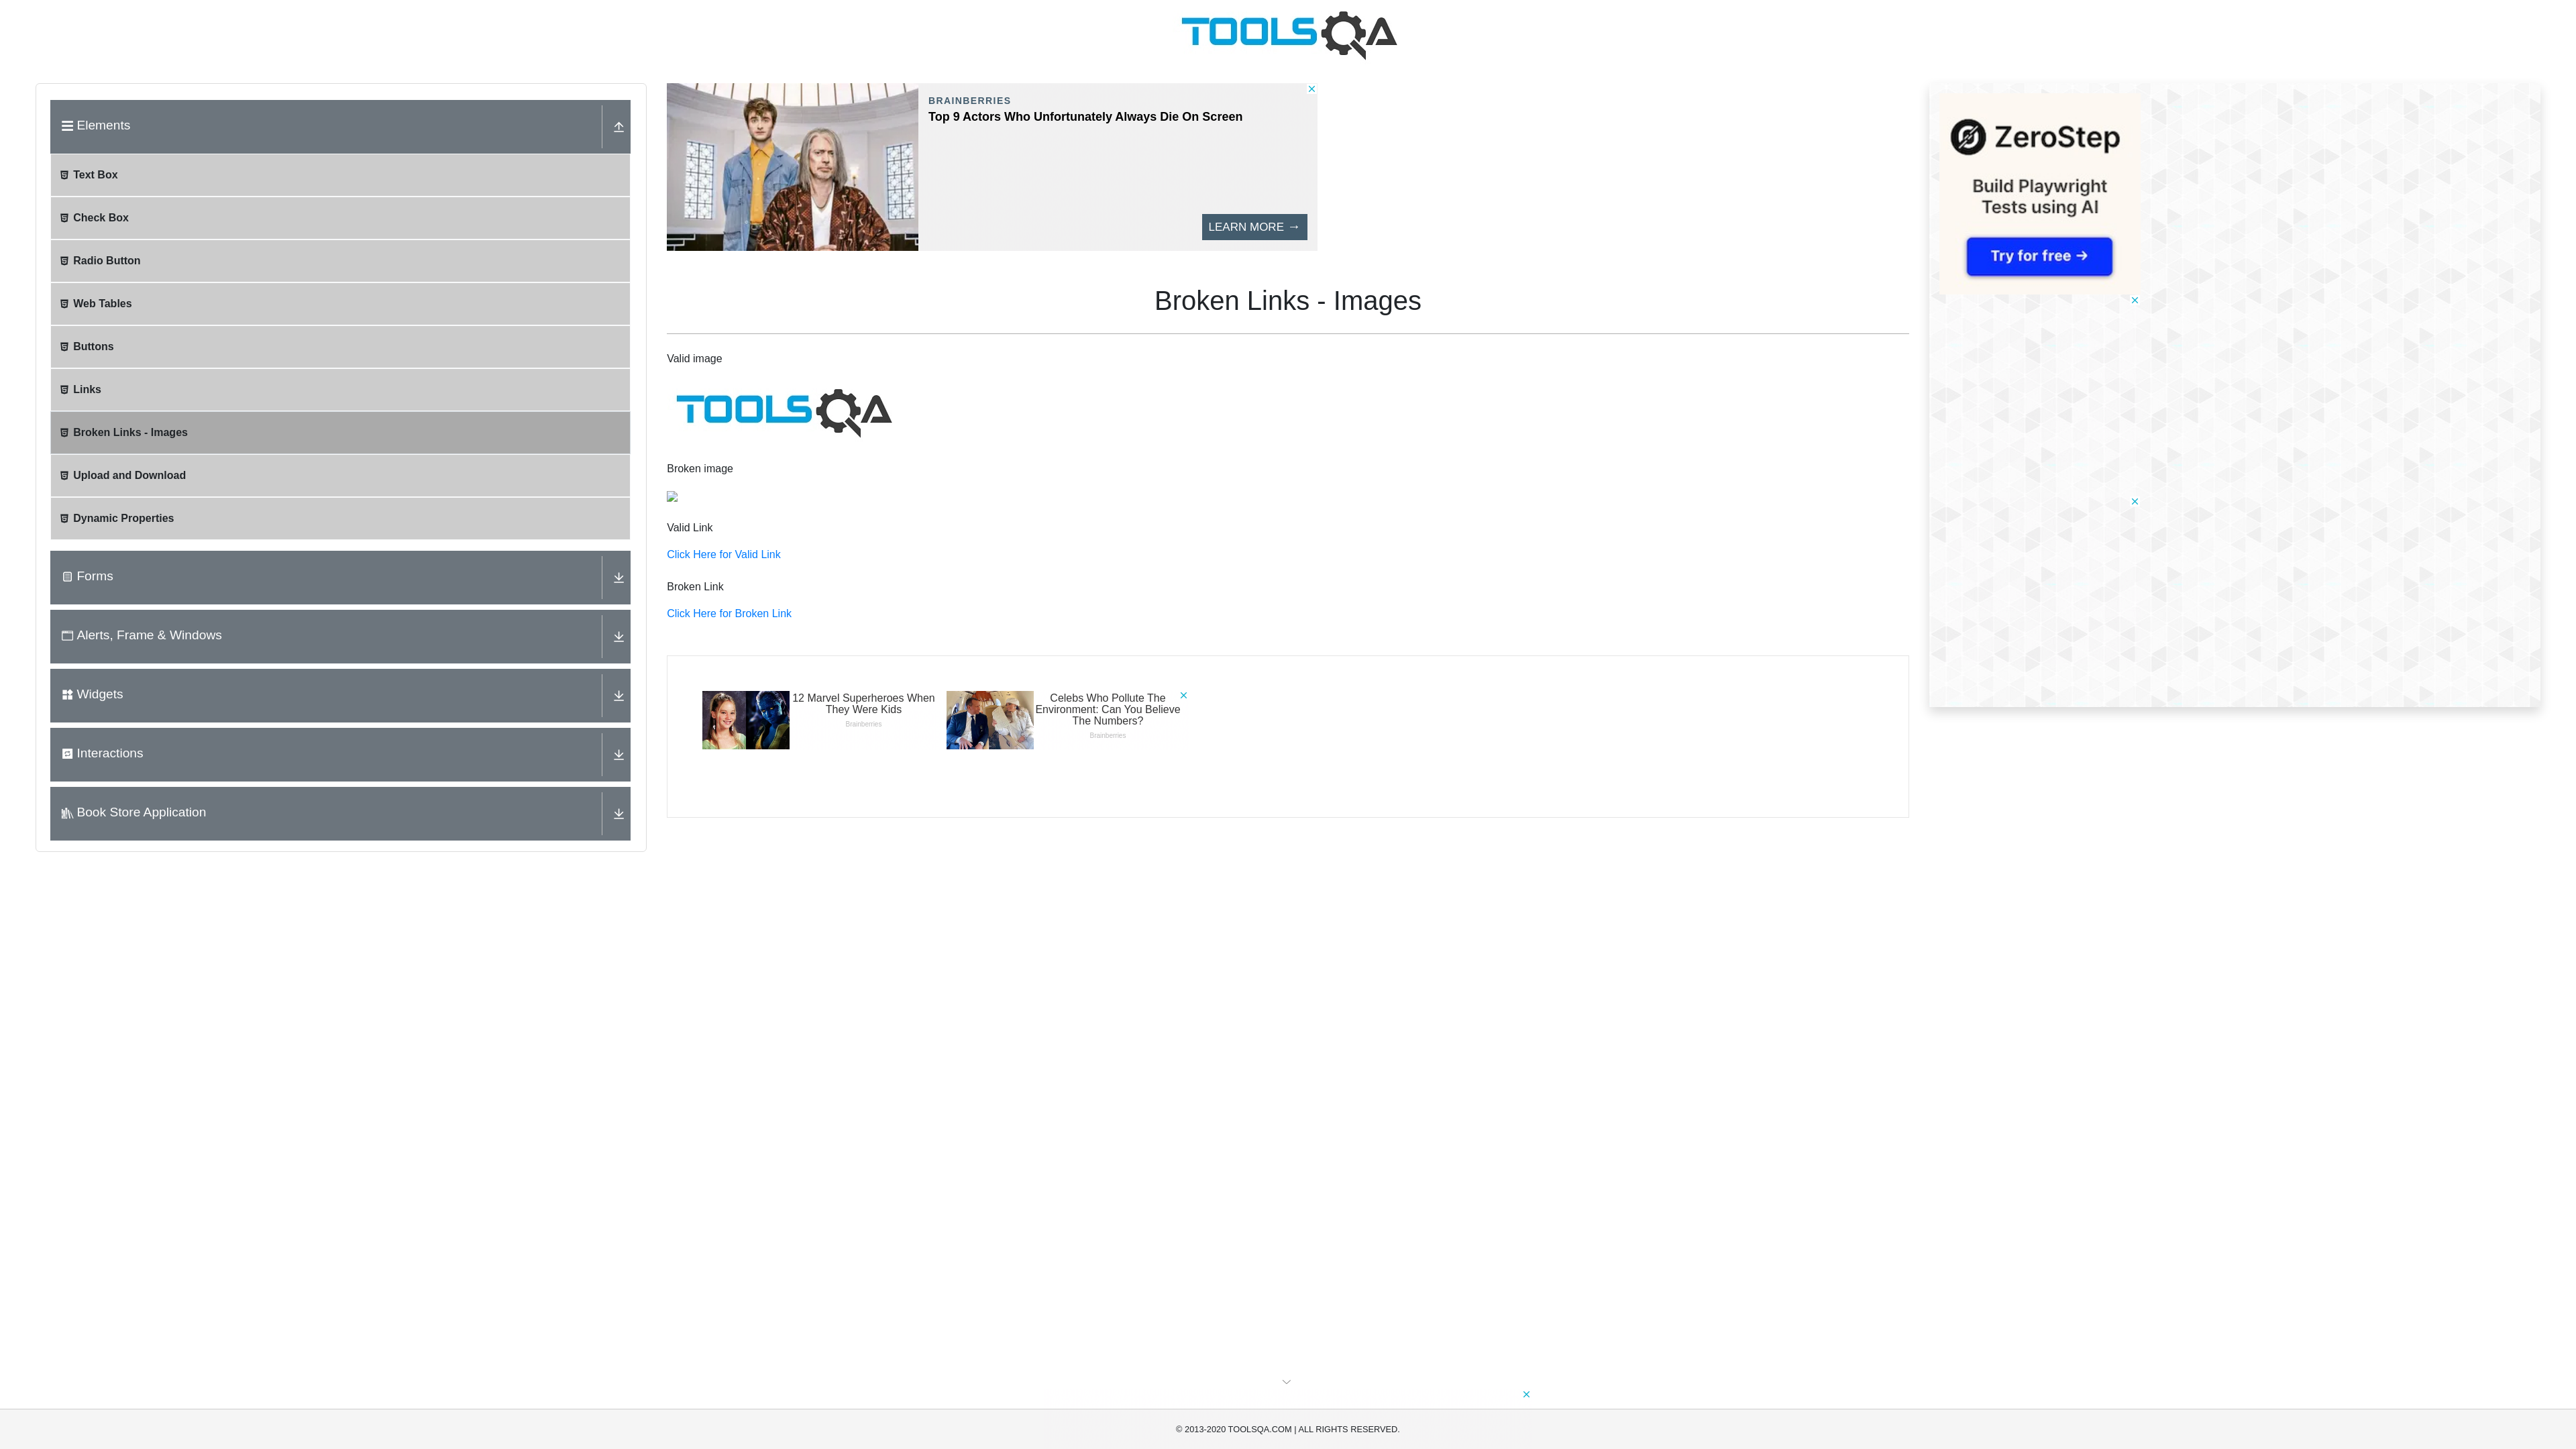 TOOLSQA
Elements
Text Box
Check Box
Radio Button
Web Tables
Buttons
Links
Broken Links - Images
Upload and Download
Dynamic Properties
Forms
Alerts, Frame & Windows
Widgets
Interactions
Book Store Application
BRAINBERRIES
Top 9 Actors Who Unfortunately Always Die On Screen
LEARN MORE →
Broken Links - Images
Valid image
TOOLSQA
Broken image
Valid Link
Click Here for Valid Link
Broken Link
Click Here for Broken Link
12 Marvel Superheroes When
They Were Kids
Brainberries
Celebs Who Pollute The
Environment: Can You Believe
The Numbers?
Brainberries
ZeroStep
Build Playwright
Tests using AI
Try for free →
© 2013-2020 TOOLSQA.COM | ALL RIGHTS RESERVED.